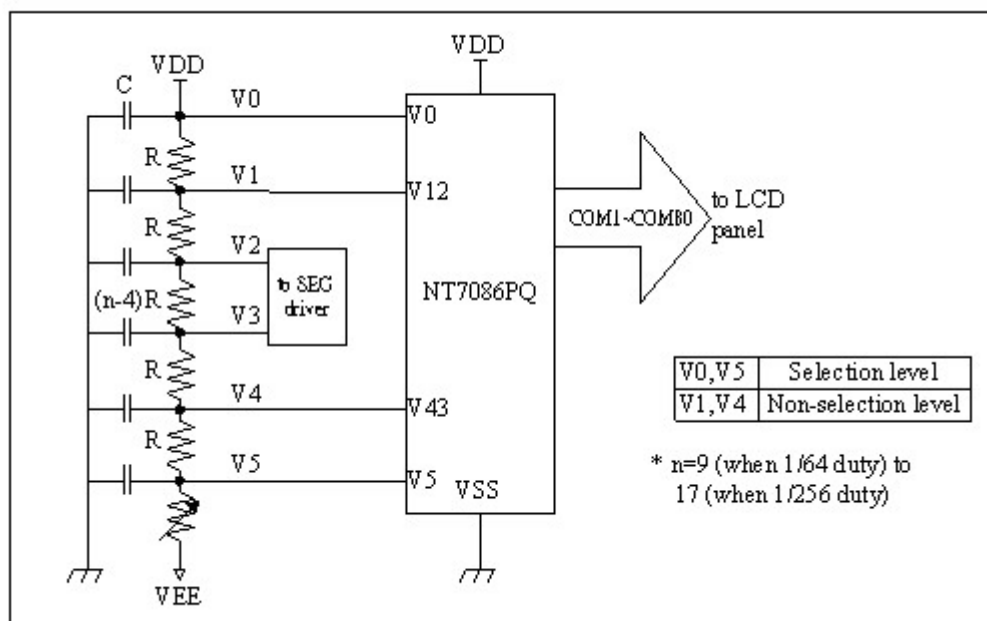 VDD
VDD
C
V0
V0
R
V1
V12
R
V2
to SEG
driver
(n-4)R
V3
COM1~COM80
to LCD
panel
NT7086PQ
R
V4
V43
R
V5
V5
VSS
VEE
V0,V5 Selection level
V1,V4 Non-selection level
* n=9 (when 1/64 duty) to
17 (when 1/256 duty)